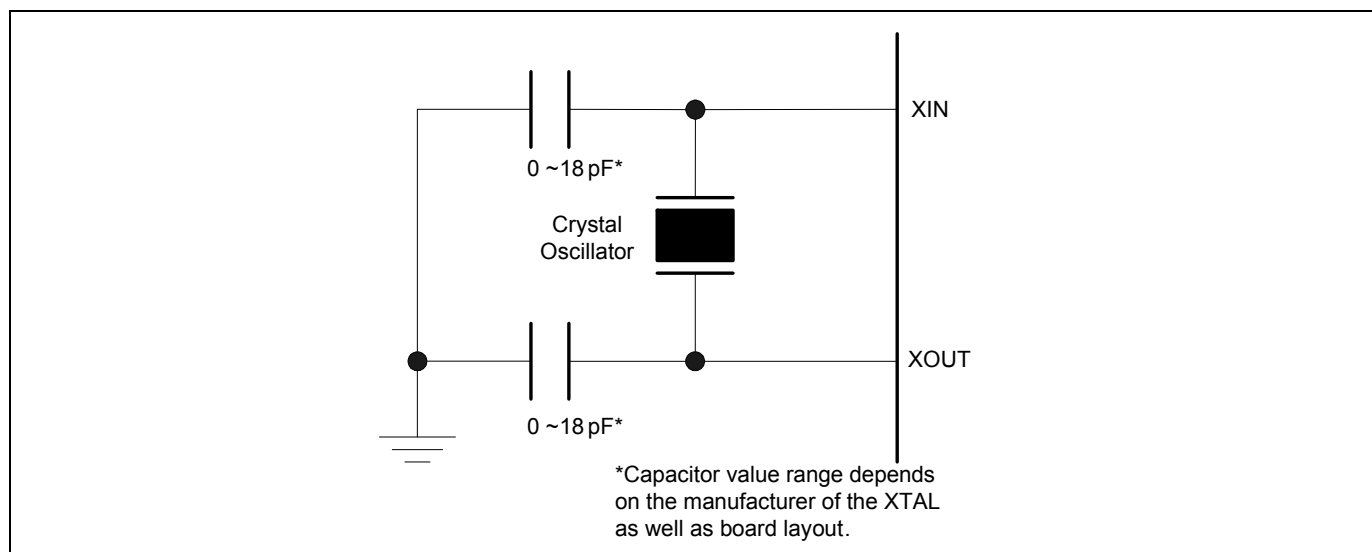 XIN
0 ~18 pF*
Crystal
Oscillator
XOUT
0 ~18 pF*
*Capacitor value range depends
on the manufacturer of the XTAL
as well as board layout.